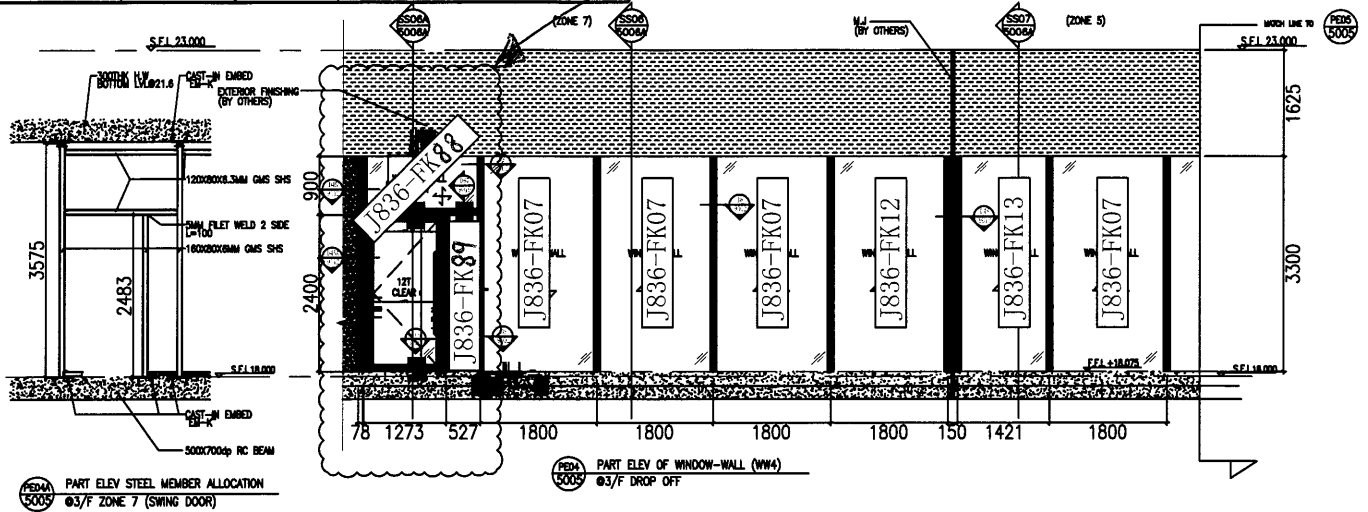 SS06A
5006A
(ZONE 7)
SS06
5006A
M.J
(BY OTHERS)
SS07
5006A
(ZONE 5)
MATCH LINE TO
PE05
5005
S.F.L 23.000
S.F.L 23.000
300THK H.W
BOTTOM LVL@21.6
CAST-IN EMBED
EM-K
EXTERIOR FINISHING
(BY OTHERS)
1625
120X80X6.3MM GMS SHS
5MM FILET WELD 2 SIDE
L=100
160X80X6MM GMS SHS
3575
2483
900
2400
3300
J836-FK88
J836-FK89
J836-FK07
J836-FK07
J836-FK07
J836-FK12
J836-FK13
J836-FK07
12T
CLEAR
S.F.L 18.000
F.F.L +18.075
S.F.L 18.000
CAST-IN EMBED
EM-K
500X700dp RC BEAM
78
1273
527
1800
1800
1800
1800
150
1421
1800
PE04A
5005
PART ELEV STEEL MEMBER ALLOCATION
@3/F ZONE 7 (SWING DOOR)
PE04
5005
PART ELEV OF WINDOW-WALL (WW4)
@3/F DROP OFF